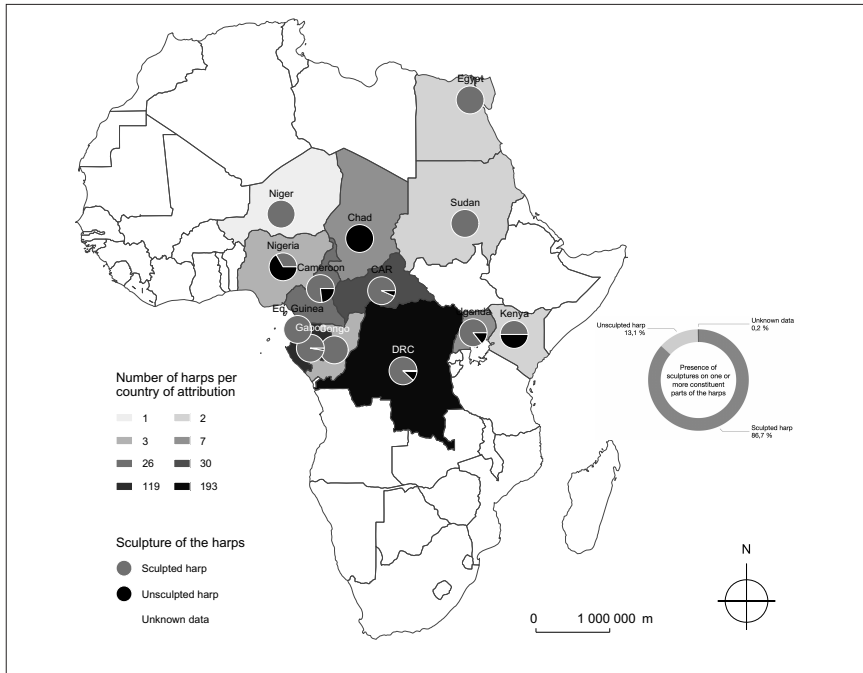 Egypt
Niger
Sudan
Chad
Nigeria
Cameroon
CAR
Eq. Guinea
Gabon
Congo
Kenya
DRC
Number of harps per
country of attribution
1 2
3 7
26 30
119 193
Sculpture of the harps
Sculpted harp
Unsculpted harp
Unknown data
Unsculpted harp
13,1 %
Unknown data
0,2 %
Presence of
sculptures on one or
more constituent
parts of the harps
Sculpted harp
86,7 %
N
0 1 000 000 m